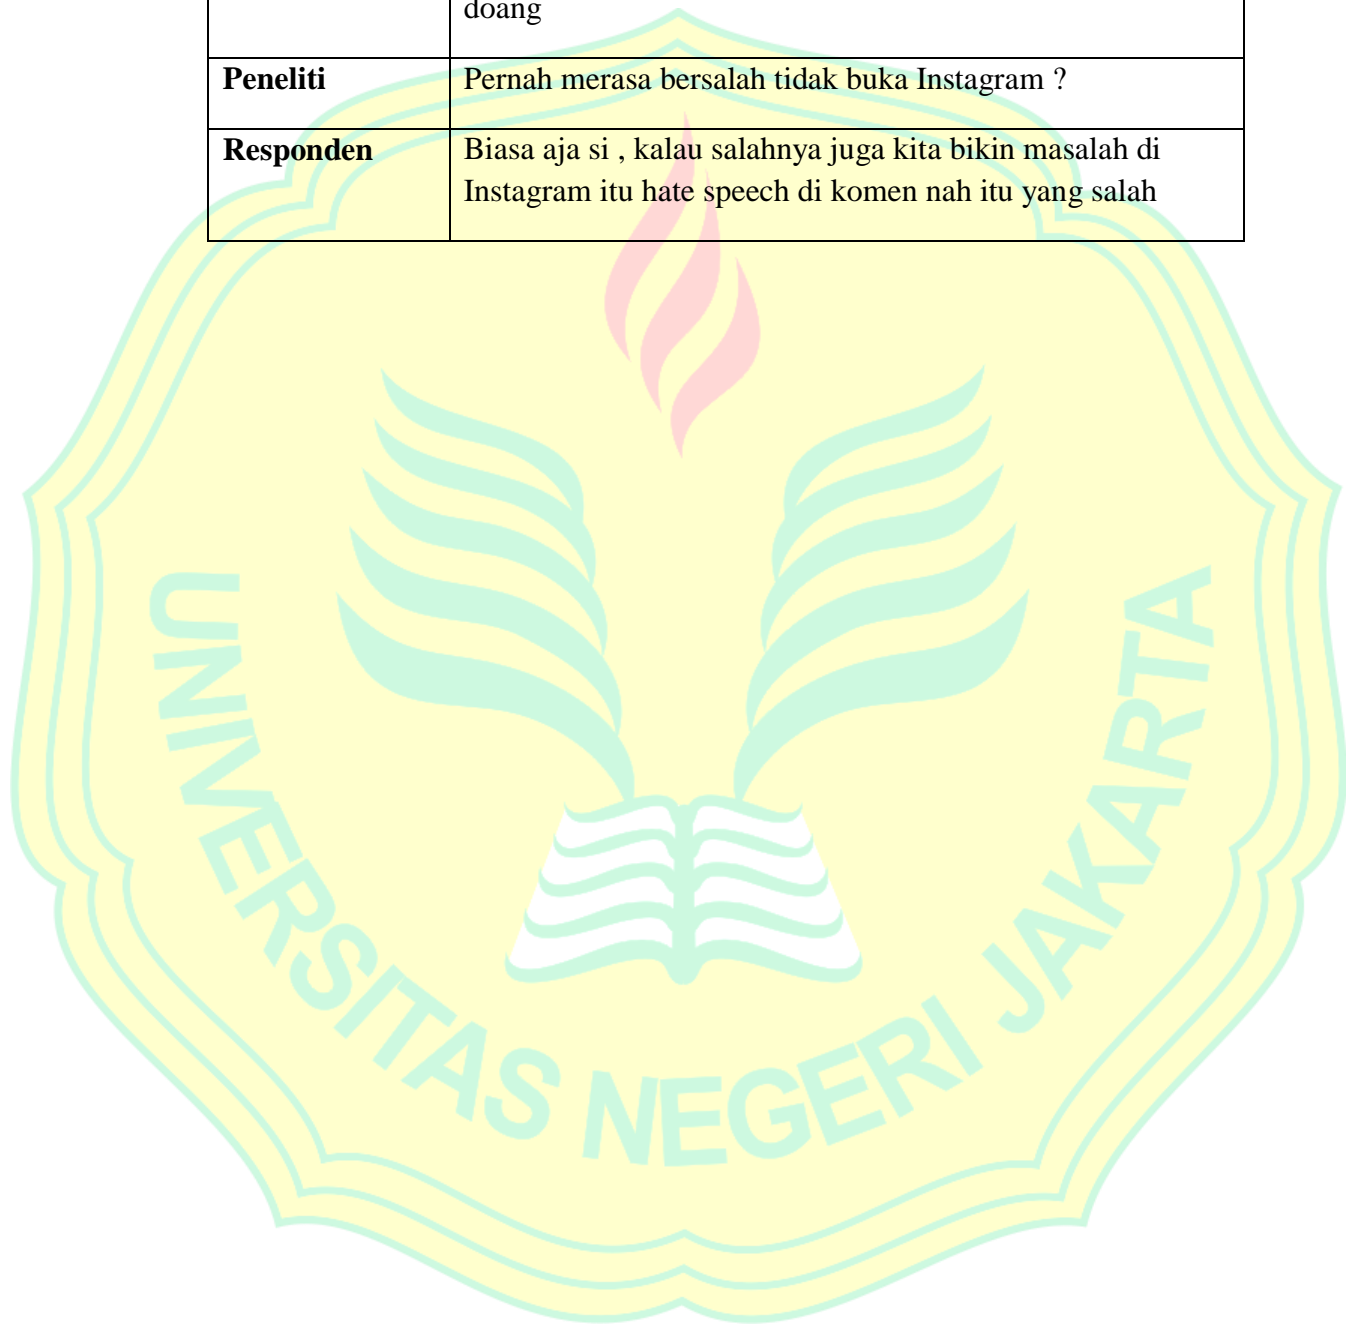 doang
Peneliti Pernah merasa bersalah tidak buka Instagram ?
Responden Biasa aja si , kalau salahnya juga kita bikin masalah di
Instagram itu hate speech di komen nah itu yang salah
UNIVERSITAS NEGERI JAKARTA